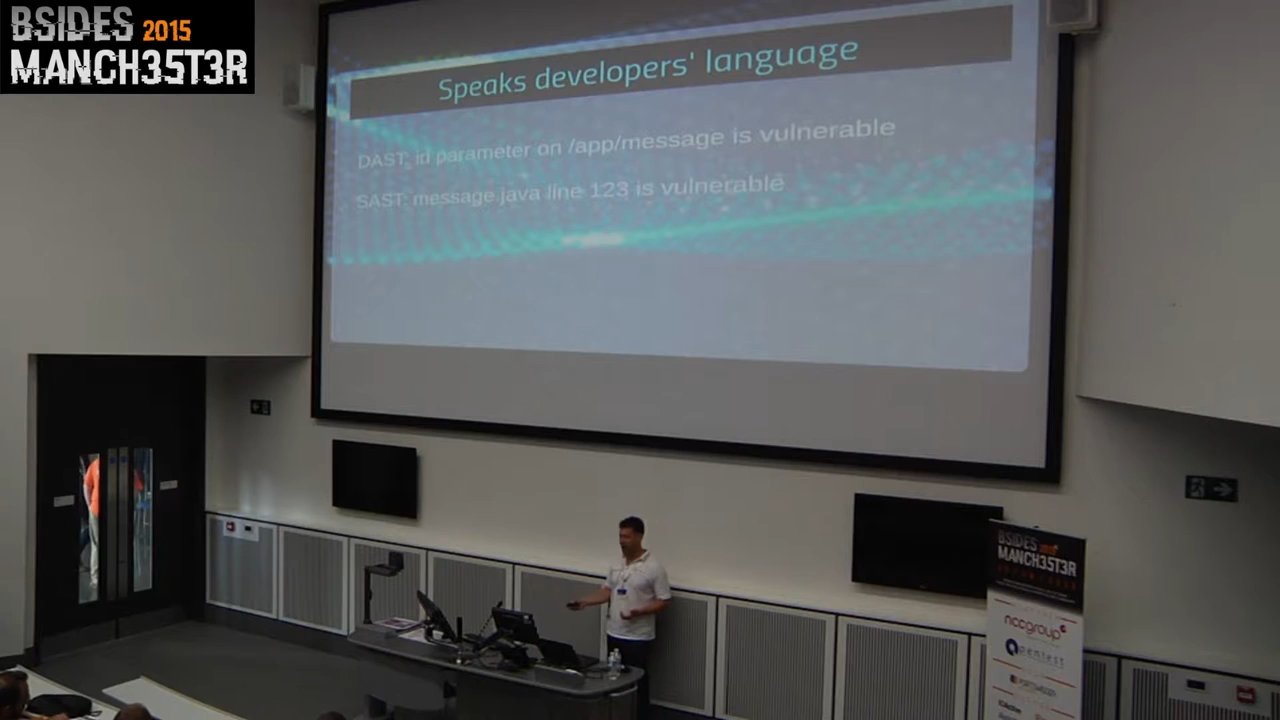 BSIDES 2015
MANCH35T3R
Speaks developers' language
DAST: id parameter on /app/message is vulnerable
SAST: message.java line 123 is vulnerable
BSIDES
MANCH35T3R
nccgroup